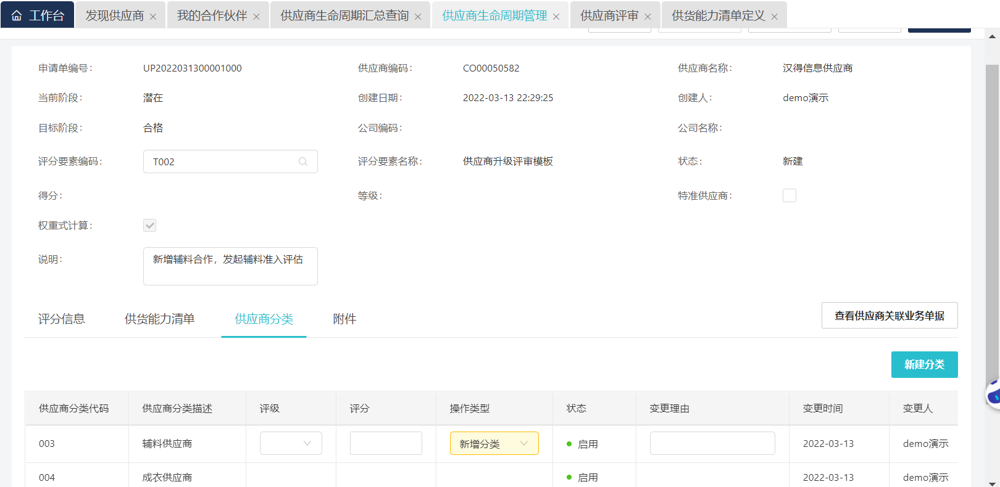 工作台 发现供应商 我的合作伙伴 供应商生命周期汇总查询 供应商生命周期管理 供应商评审 供货能力清单定义
申请单编号： UP2022031300001000 供应商编码： CO00050582 供应商名称： 汉得信息供应商
当前阶段： 潜在 创建日期： 2022-03-13 22:29:25 创建人： demo演示
目标阶段： 合格 公司编码： 公司名称：
评分要素编码： T002 评分要素名称： 供应商升级评审模板 状态： 新建
得分： 等级： 特准供应商：
权重式计算：
说明： 新增辅料合作，发起辅料准入评估
评分信息 供货能力清单 供应商分类 附件 查看供应商关联业务单据
新建分类
供应商分类代码 供应商分类描述 评级 评分 操作类型 状态 变更理由 变更时间 变更人
003 辅料供应商 新增分类 启用 2022-03-13 demo演示
004 成衣供应商 启用 2022-03-13 demo演示